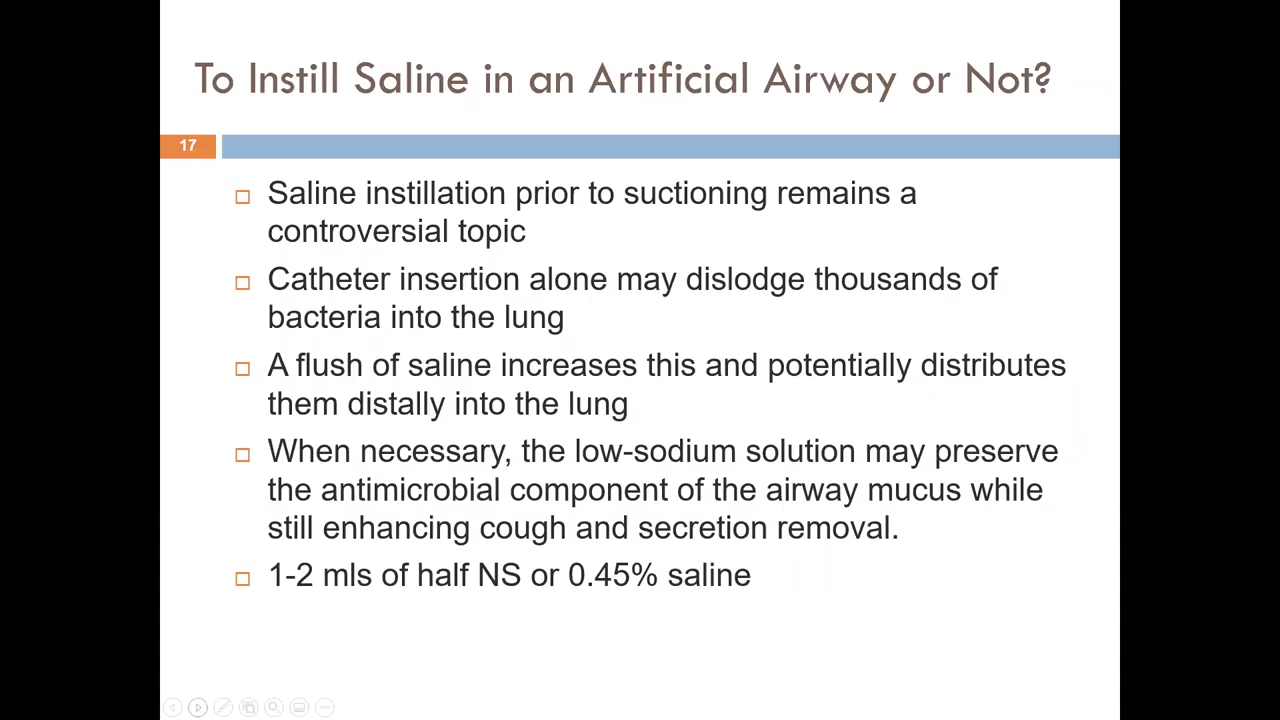 To Instill Saline in an Artificial Airway or Not?
17
Saline instillation prior to suctioning remains a
controversial topic
Catheter insertion alone may dislodge thousands of
bacteria into the lung
A flush of saline increases this and potentially distributes
them distally into the lung
When necessary, the low-sodium solution may preserve
the antimicrobial component of the airway mucus while
still enhancing cough and secretion removal.
1-2 mls of half NS or 0.45% saline